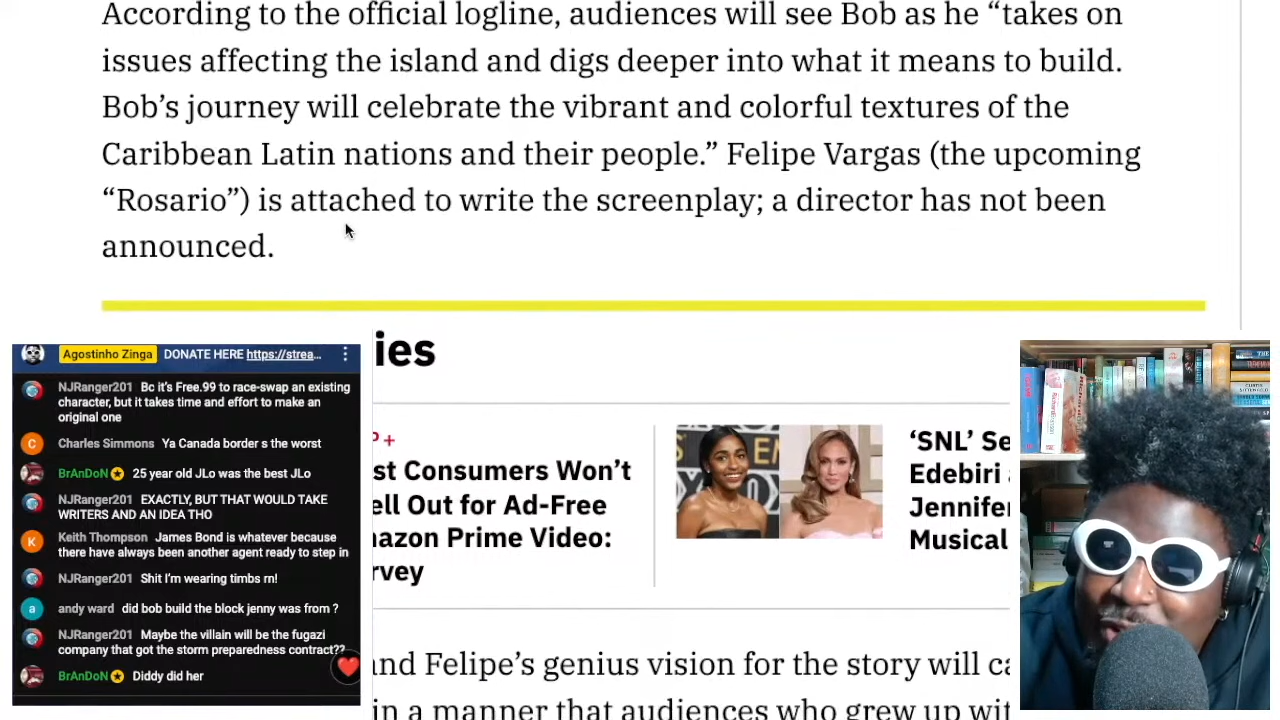 According to the official logline, audiences will see Bob as he “takes on
issues affecting the island and digs deeper into what it means to build.
Bob’s journey will celebrate the vibrant and colorful textures of the
Caribbean Latin nations and their people.” Felipe Vargas (the upcoming
“Rosario”) is attached to write the screenplay; a director has not been
announced.
ies
st Consumers Won’t
ell Out for Ad-Free
azon Prime Video:
rvey
‘SNL’ Se
Edebiri
Jennifer
Musical
and Felipe’s genius vision for the story will ca
in a manner that audiences who grew up wit
Agostinho Zinga DONATE HERE https://strea...
NJRanger201 Bc it’s Free.99 to race-swap an existing
character, but it takes time and effort to make an
original one
C Charles Simmons Ya Canada border s the worst
BrAnDoN 25 year old JLo was the best JLo
NJRanger201 EXACTLY, BUT THAT WOULD TAKE
WRITERS AND AN IDEA THO
K Keith Thompson James Bond is whatever because
there have always been another agent ready to step in
NJRanger201 Shit I’m wearing timbs rn!
a andy ward did bob build the block jenny was from ?
NJRanger201 Maybe the villain will be the fugazi
company that got the storm preparedness contract??
BrAnDoN Diddy did her